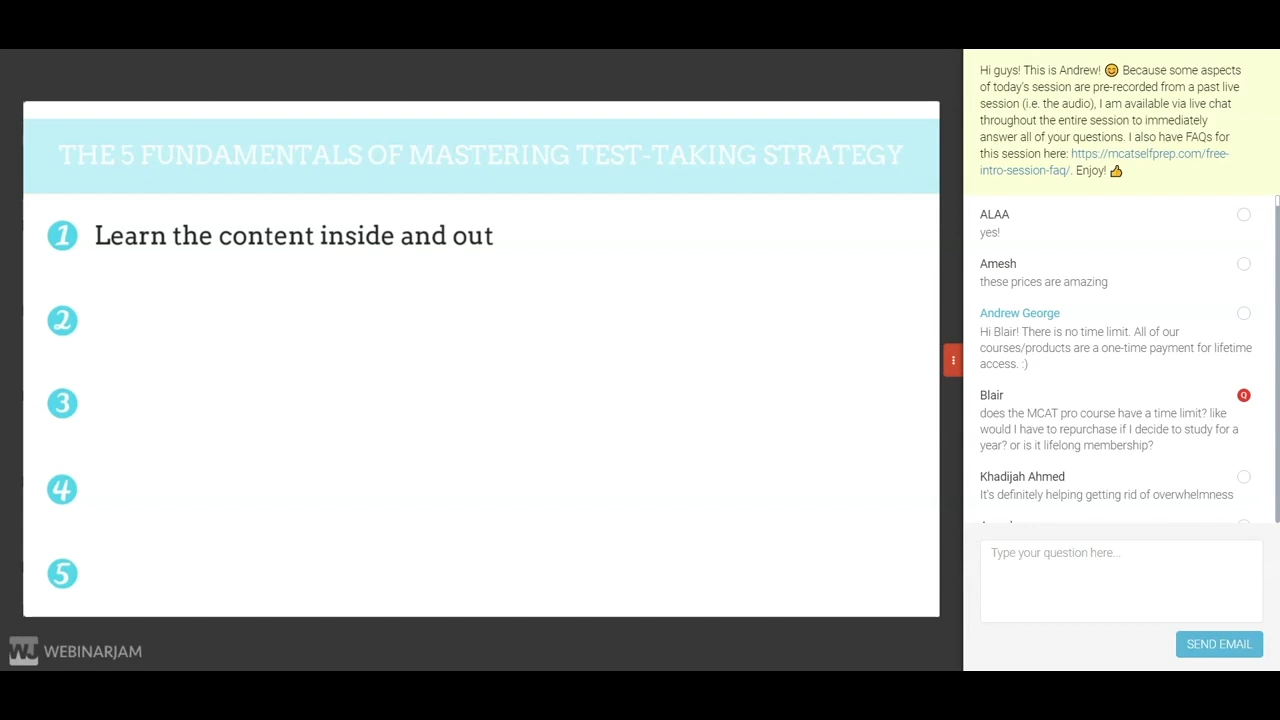 THE 5 FUNDAMENTALS OF MASTERING TEST-TAKING STRATEGY
1 Learn the content inside and out
2
3
4
5
WJ WEBINARJAM
Hi guys! This is Andrew! 😊 Because some aspects
of today's session are pre-recorded from a past live
session (i.e. the audio), I am available via live chat
throughout the entire session to immediately
answer all of your questions. I also have FAQs for
this session here: https://mcatselfprep.com/free-
intro-session-faq/. Enjoy! 👍
ALAA
yes!
Amesh
these prices are amazing
Andrew George
Hi Blair! There is no time limit. All of our
courses/products are a one-time payment for lifetime
access. :)
Blair
Q
does the MCAT pro course have a time limit? like
would I have to repurchase if I decide to study for a
year? or is it lifelong membership?
Khadijah Ahmed
It's definitely helping getting rid of overwhelmness
Type your question here...
SEND EMAIL